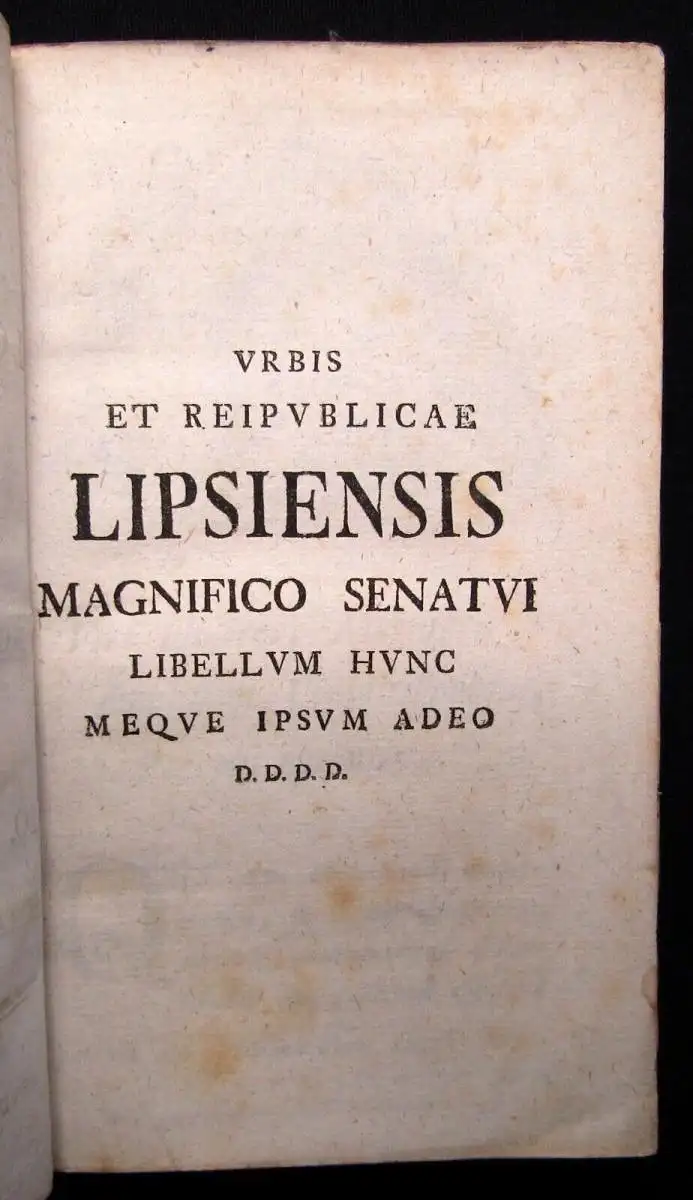 VRBIS
ET REIPVBLICAE
LIPSIENSIS
MAGNIFICO SENATVI
LIBELLVM HVNC
MEQVE IPSVM ADEO
D. D. D. D.